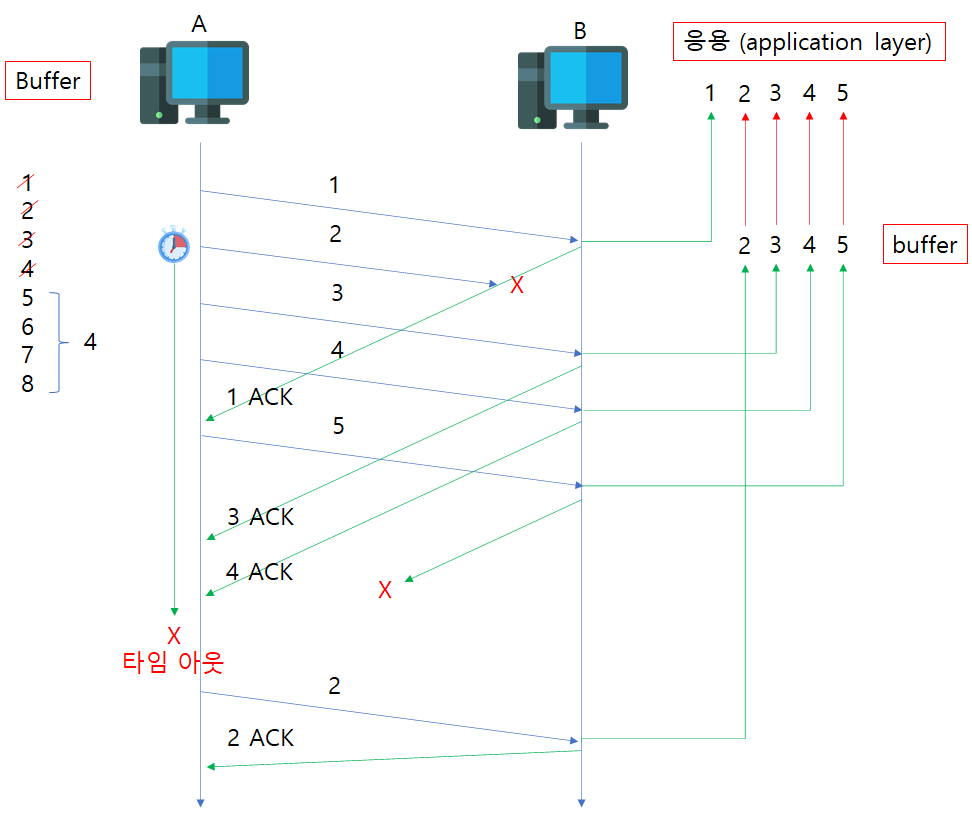 A
B
응용 (application layer)
Buffer
1 2 3 4 5
1
2
3
4
5
6
7
8
4
1
2
X
3
4
1 ACK
5
2 3 4 5
buffer
3 ACK
4 ACK
X
X
타임 아웃
2
2 ACK